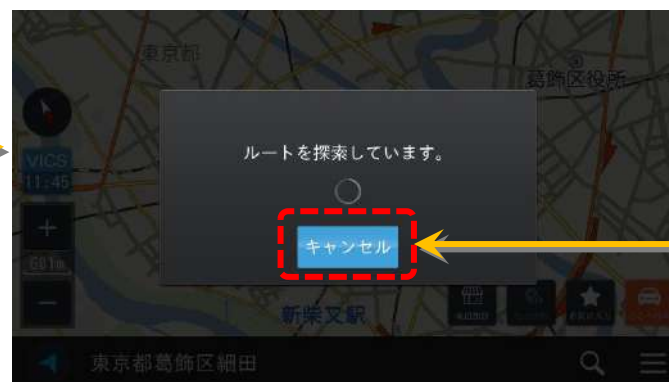 東京都
葛飾区役所
ルートを探索しています。
VICS
11:45
+
キャンセル
601m
−
新柴又駅
東京都葛飾区細田